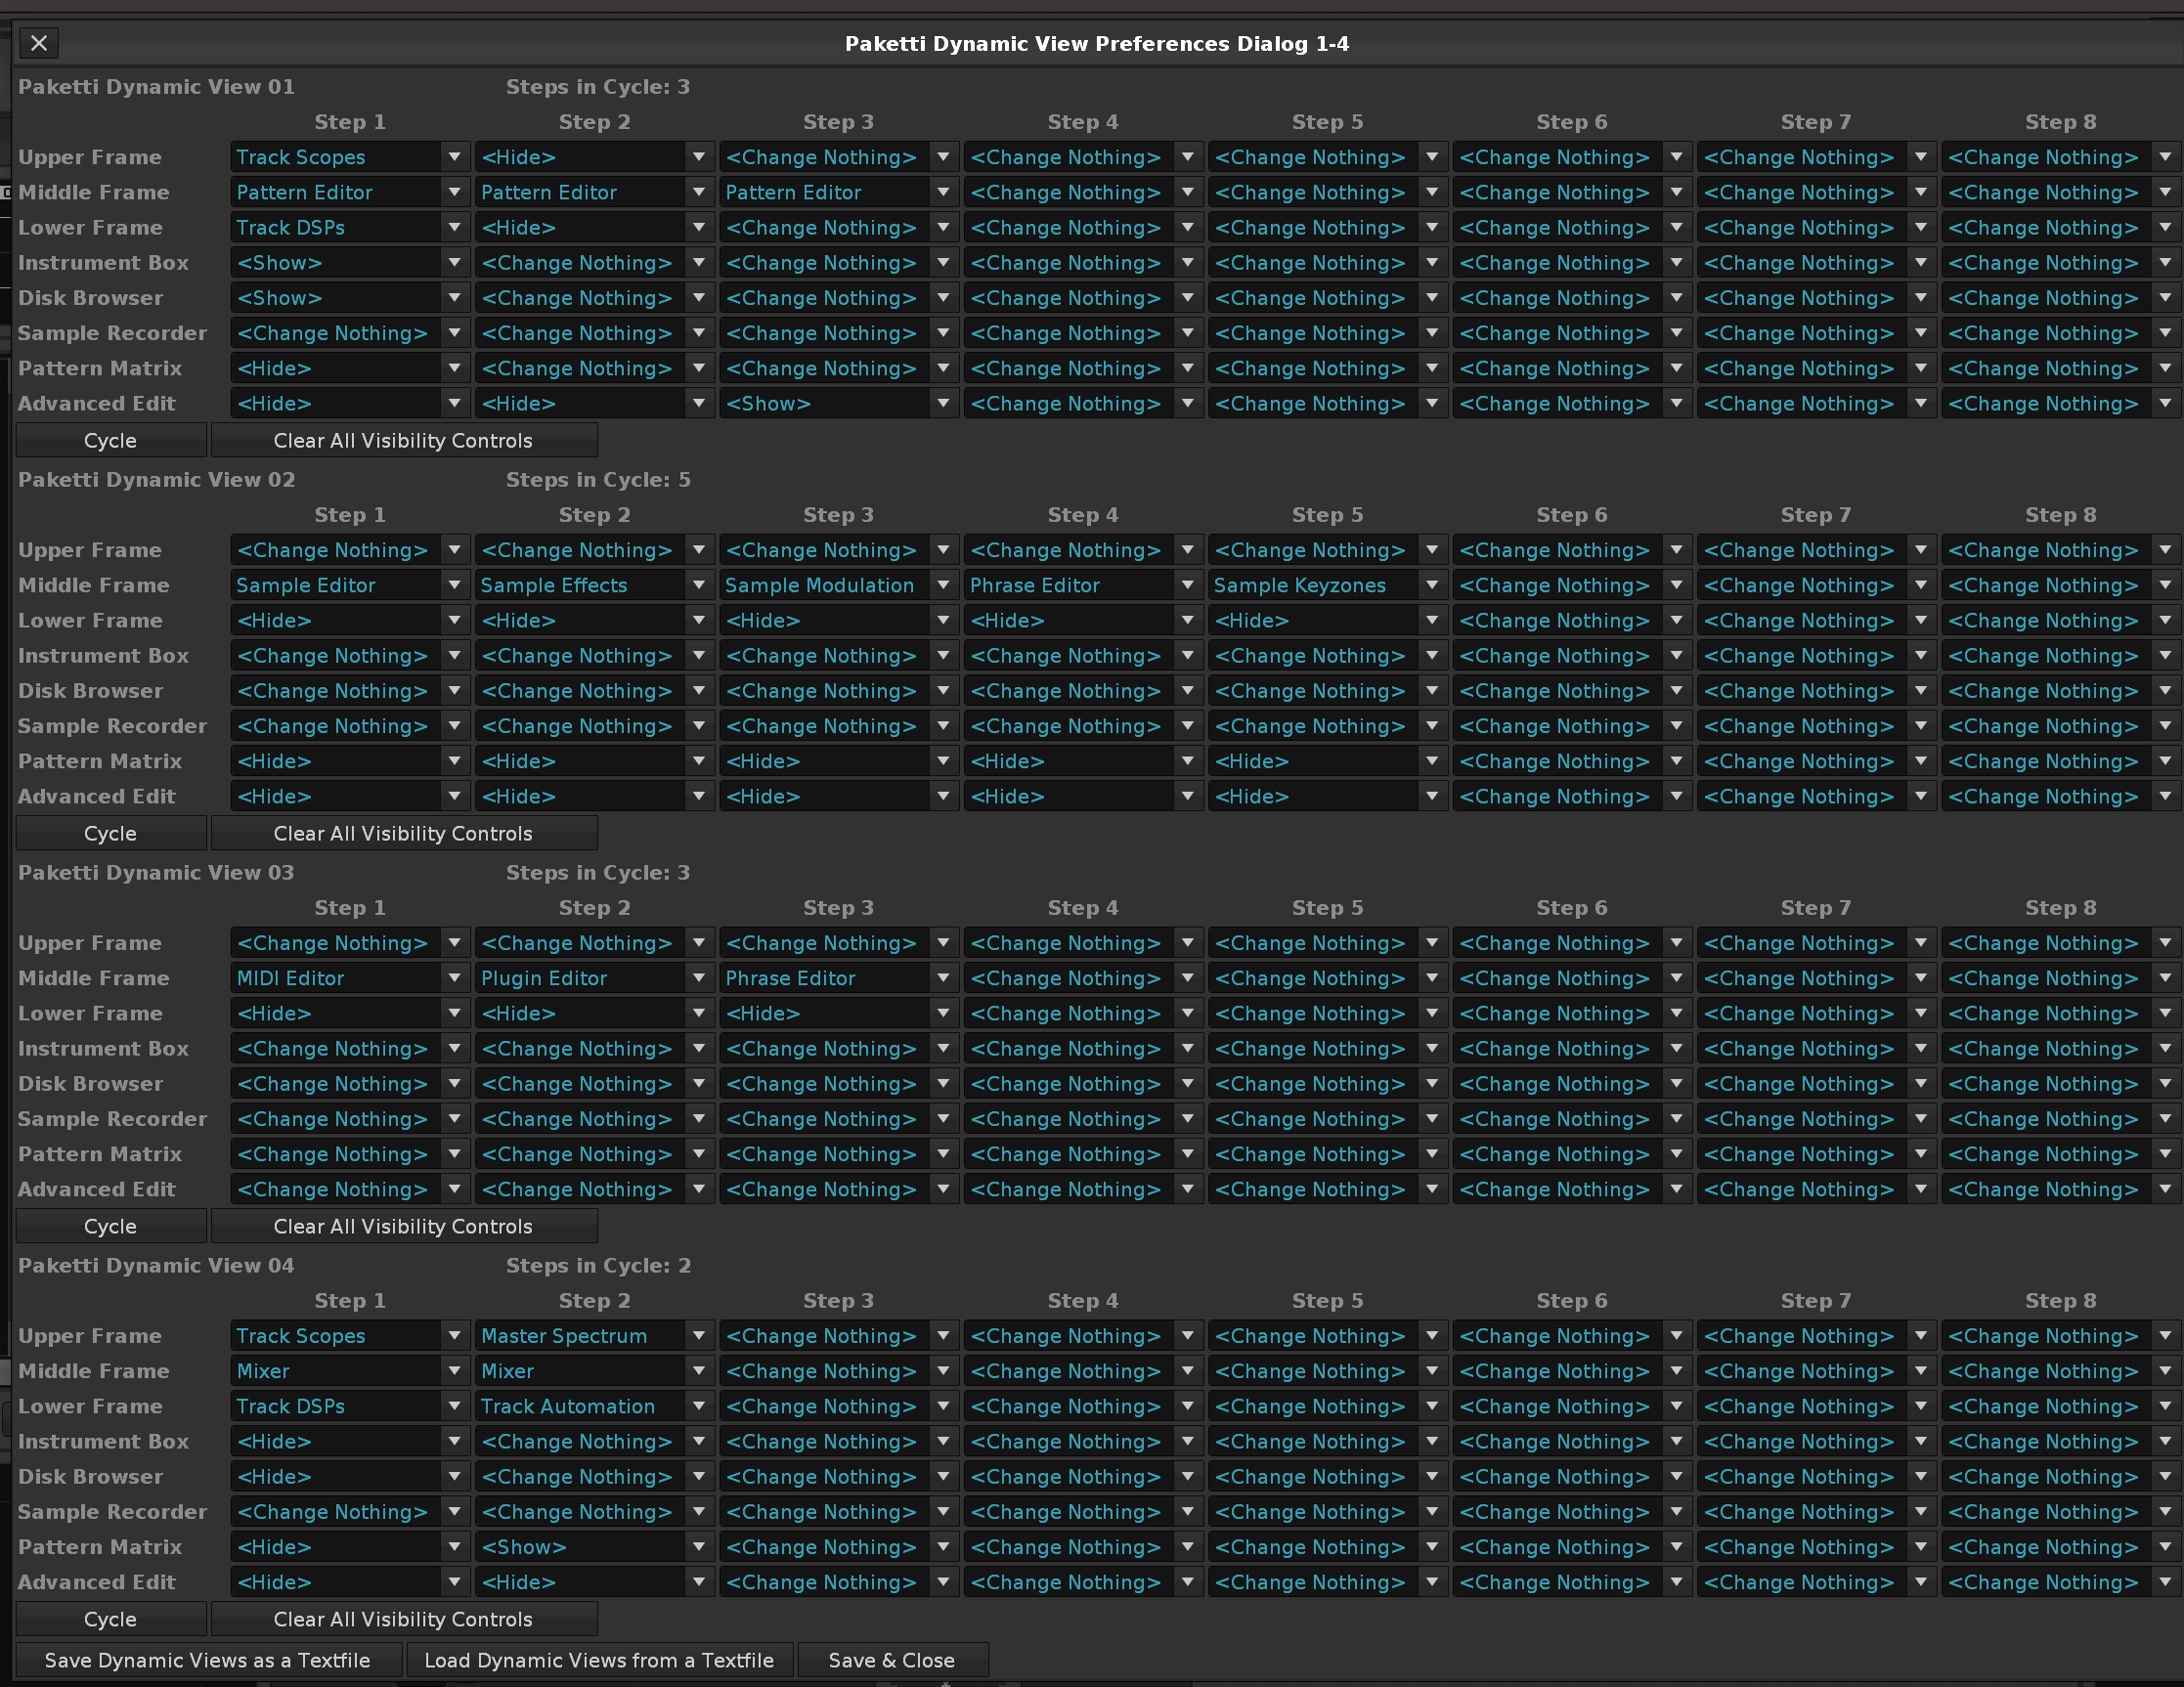 Paketti Dynamic View Preferences Dialog 1-4
Paketti Dynamic View 01 Steps in Cycle: 3
Step 1 Step 2 Step 3 Step 4 Step 5 Step 6 Step 7 Step 8
Upper Frame Track Scopes <Hide> <Change Nothing> <Change Nothing> <Change Nothing> <Change Nothing> <Change Nothing> <Change Nothing>
Middle Frame Pattern Editor Pattern Editor Pattern Editor <Change Nothing> <Change Nothing> <Change Nothing> <Change Nothing> <Change Nothing>
Lower Frame Track DSPs <Hide> <Change Nothing> <Change Nothing> <Change Nothing> <Change Nothing> <Change Nothing> <Change Nothing>
Instrument Box <Show> <Change Nothing> <Change Nothing> <Change Nothing> <Change Nothing> <Change Nothing> <Change Nothing> <Change Nothing>
Disk Browser <Show> <Change Nothing> <Change Nothing> <Change Nothing> <Change Nothing> <Change Nothing> <Change Nothing> <Change Nothing>
Sample Recorder <Change Nothing> <Change Nothing> <Change Nothing> <Change Nothing> <Change Nothing> <Change Nothing> <Change Nothing> <Change Nothing>
Pattern Matrix <Hide> <Change Nothing> <Change Nothing> <Change Nothing> <Change Nothing> <Change Nothing> <Change Nothing> <Change Nothing>
Advanced Edit <Hide> <Hide> <Show> <Change Nothing> <Change Nothing> <Change Nothing> <Change Nothing> <Change Nothing>
Cycle Clear All Visibility Controls
Paketti Dynamic View 02 Steps in Cycle: 5
Step 1 Step 2 Step 3 Step 4 Step 5 Step 6 Step 7 Step 8
Upper Frame <Change Nothing> <Change Nothing> <Change Nothing> <Change Nothing> <Change Nothing> <Change Nothing> <Change Nothing> <Change Nothing>
Middle Frame Sample Editor Sample Effects Sample Modulation Phrase Editor Sample Keyzones <Change Nothing> <Change Nothing> <Change Nothing>
Lower Frame <Hide> <Hide> <Hide> <Hide> <Hide> <Change Nothing> <Change Nothing> <Change Nothing>
Instrument Box <Change Nothing> <Change Nothing> <Change Nothing> <Change Nothing> <Change Nothing> <Change Nothing> <Change Nothing> <Change Nothing>
Disk Browser <Change Nothing> <Change Nothing> <Change Nothing> <Change Nothing> <Change Nothing> <Change Nothing> <Change Nothing> <Change Nothing>
Sample Recorder <Change Nothing> <Change Nothing> <Change Nothing> <Change Nothing> <Change Nothing> <Change Nothing> <Change Nothing> <Change Nothing>
Pattern Matrix <Hide> <Hide> <Hide> <Hide> <Hide> <Change Nothing> <Change Nothing> <Change Nothing>
Advanced Edit <Hide> <Hide> <Hide> <Hide> <Hide> <Change Nothing> <Change Nothing> <Change Nothing>
Cycle Clear All Visibility Controls
Paketti Dynamic View 03 Steps in Cycle: 3
Step 1 Step 2 Step 3 Step 4 Step 5 Step 6 Step 7 Step 8
Upper Frame <Change Nothing> <Change Nothing> <Change Nothing> <Change Nothing> <Change Nothing> <Change Nothing> <Change Nothing> <Change Nothing>
Middle Frame MIDI Editor Plugin Editor Phrase Editor <Change Nothing> <Change Nothing> <Change Nothing> <Change Nothing> <Change Nothing>
Lower Frame <Hide> <Hide> <Hide> <Change Nothing> <Change Nothing> <Change Nothing> <Change Nothing> <Change Nothing>
Instrument Box <Change Nothing> <Change Nothing> <Change Nothing> <Change Nothing> <Change Nothing> <Change Nothing> <Change Nothing> <Change Nothing>
Disk Browser <Change Nothing> <Change Nothing> <Change Nothing> <Change Nothing> <Change Nothing> <Change Nothing> <Change Nothing> <Change Nothing>
Sample Recorder <Change Nothing> <Change Nothing> <Change Nothing> <Change Nothing> <Change Nothing> <Change Nothing> <Change Nothing> <Change Nothing>
Pattern Matrix <Change Nothing> <Change Nothing> <Change Nothing> <Change Nothing> <Change Nothing> <Change Nothing> <Change Nothing> <Change Nothing>
Advanced Edit <Change Nothing> <Change Nothing> <Change Nothing> <Change Nothing> <Change Nothing> <Change Nothing> <Change Nothing> <Change Nothing>
Cycle Clear All Visibility Controls
Paketti Dynamic View 04 Steps in Cycle: 2
Step 1 Step 2 Step 3 Step 4 Step 5 Step 6 Step 7 Step 8
Upper Frame Track Scopes Master Spectrum <Change Nothing> <Change Nothing> <Change Nothing> <Change Nothing> <Change Nothing> <Change Nothing>
Middle Frame Mixer Mixer <Change Nothing> <Change Nothing> <Change Nothing> <Change Nothing> <Change Nothing> <Change Nothing>
Lower Frame Track DSPs Track Automation <Change Nothing> <Change Nothing> <Change Nothing> <Change Nothing> <Change Nothing> <Change Nothing>
Instrument Box <Hide> <Change Nothing> <Change Nothing> <Change Nothing> <Change Nothing> <Change Nothing> <Change Nothing> <Change Nothing>
Disk Browser <Hide> <Change Nothing> <Change Nothing> <Change Nothing> <Change Nothing> <Change Nothing> <Change Nothing> <Change Nothing>
Sample Recorder <Change Nothing> <Change Nothing> <Change Nothing> <Change Nothing> <Change Nothing> <Change Nothing> <Change Nothing> <Change Nothing>
Pattern Matrix <Hide> <Show> <Change Nothing> <Change Nothing> <Change Nothing> <Change Nothing> <Change Nothing> <Change Nothing>
Advanced Edit <Hide> <Hide> <Change Nothing> <Change Nothing> <Change Nothing> <Change Nothing> <Change Nothing> <Change Nothing>
Cycle Clear All Visibility Controls
Save Dynamic Views as a Textfile Load Dynamic Views from a Textfile Save & Close